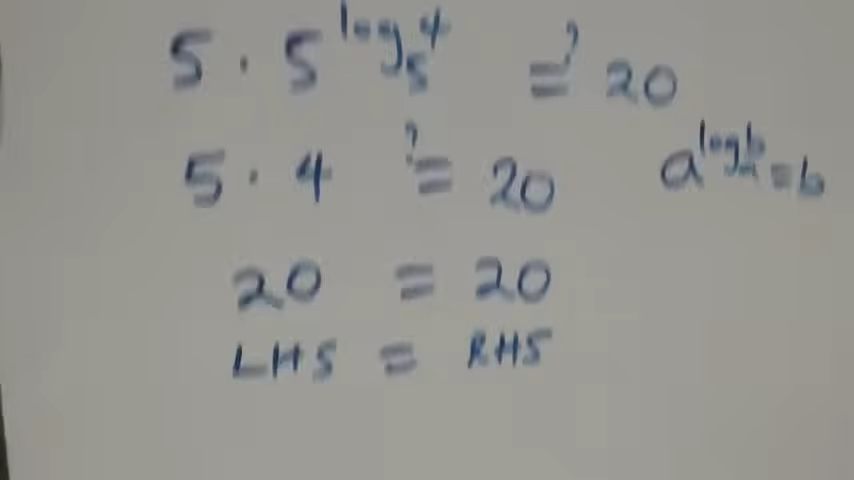 5 · 5^log_5 4 =? 20
5 · 4 =? 20 a^log_a b = b
20 = 20
LHS = RHS